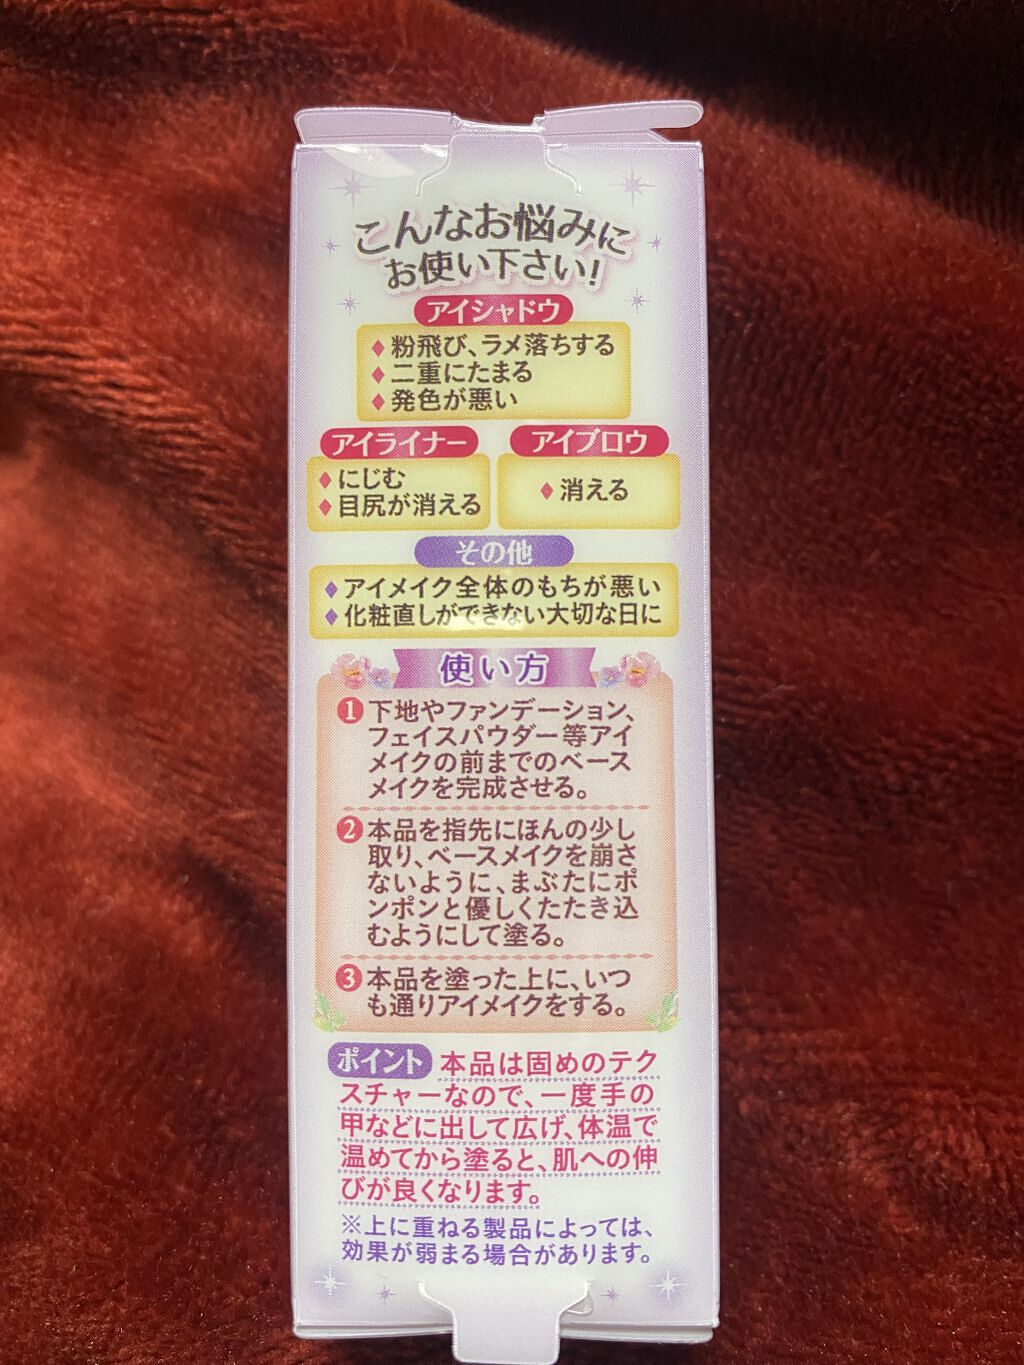 こんなお悩みに
お使い下さい!
アイシャドウ
♦粉飛び、ラメ落ちする
♦二重にたまる
♦発色が悪い
アイライナー
♦にじむ
♦目尻が消える
アイブロウ
♦消える
その他
♦アイメイク全体のもちが悪い
♦化粧直しができない大切な日に
使い方
❶下地やファンデーション、
フェイスパウダー等アイ
メイクの前までのベース
メイクを完成させる。
❷本品を指先にほんの少し
取り、ベースメイクを崩さ
ないように、まぶたにポ
ンポンと優しくたたき込
むようにして塗る。
❸本品を塗った上に、いつ
も通りアイメイクをする。
ポイント 本品は固めのテク
スチャーなので、一度手の
甲などに出して広げ、体温で
温めてから塗ると、肌への伸
びが良くなります。
※上に重ねる製品によっては、
効果が弱まる場合があります。